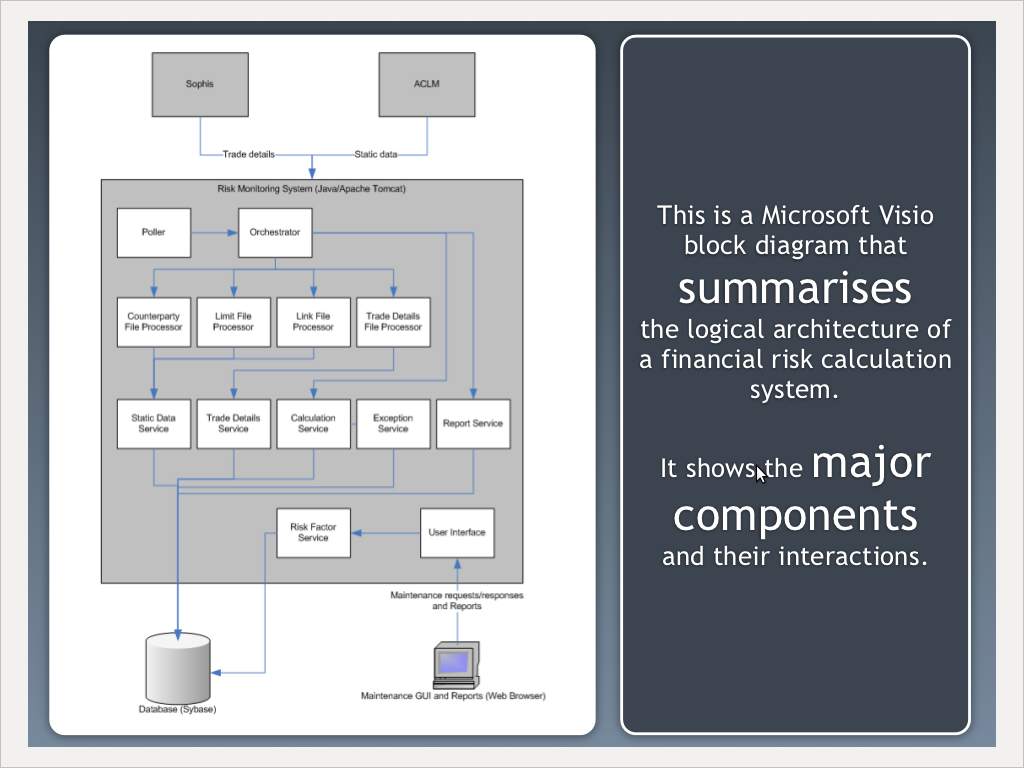 Sophis
ACLM
Trade details
Static data
Risk Monitoring System (Java/Apache Tomcat)
Poller
Orchestrator
Counterparty
File Processor
Limit File
Processor
Link File
Processor
Trade Details
File Processor
Static Data
Service
Trade Details
Service
Calculation
Service
Exception
Service
Report Service
Risk Factor
Service
User Interface
Maintenance requests/responses
and Reports
Maintenance GUI and Reports (Web Browser)
Database (Sybase)
This is a Microsoft Visio
block diagram that
summarises
the logical architecture of
a financial risk calculation
system.
It shows the major
components
and their interactions.